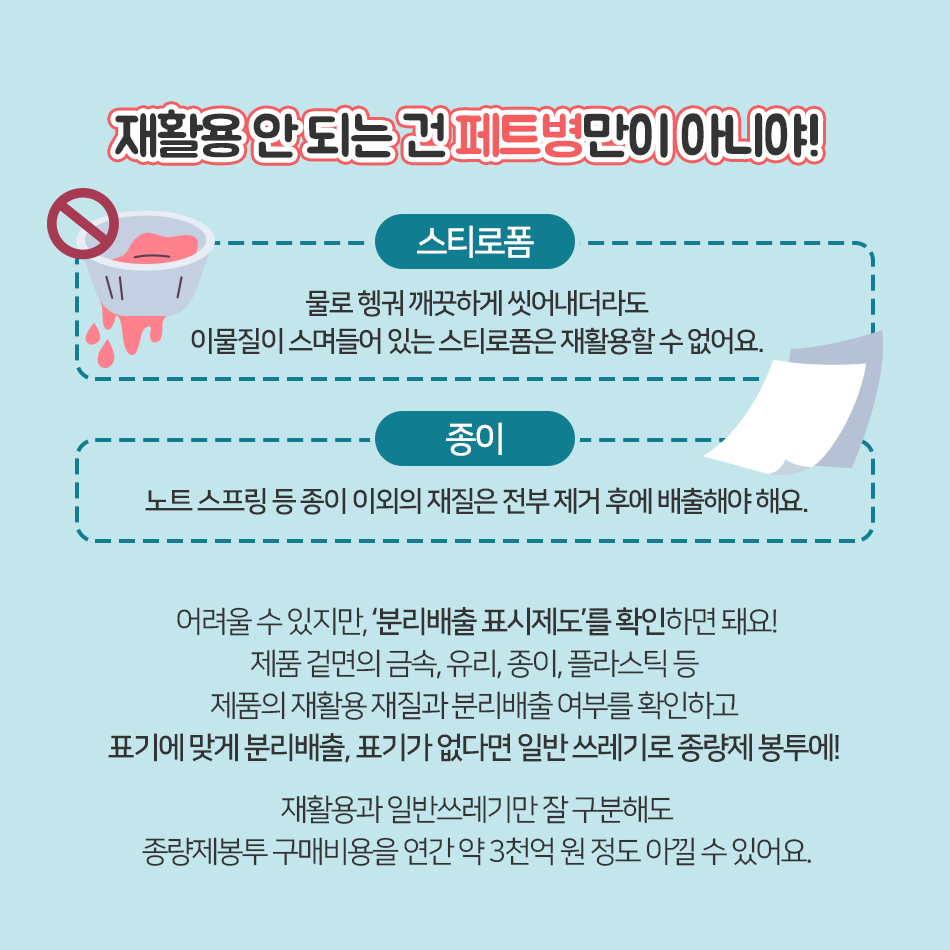 재활용 안 되는 건 페트병만이 아니야!
스티로폼
물로 헹궈 깨끗하게 씻어내더라도
이물질이 스며들어 있는 스티로폼은 재활용할 수 없어요.
종이
노트 스프링 등 종이 이외의 재질은 전부 제거 후에 배출해야 해요.
어려울 수 있지만, ‘분리배출 표시제도’를 확인하면 돼요!
제품 겉면의 금속, 유리, 종이, 플라스틱 등
제품의 재활용 재질과 분리배출 여부를 확인하고
표기에 맞게 분리배출, 표기가 없다면 일반 쓰레기로 종량제 봉투에!
재활용과 일반쓰레기만 잘 구분해도
종량제봉투 구매비용을 연간 약 3천억 원 정도 아낄 수 있어요.